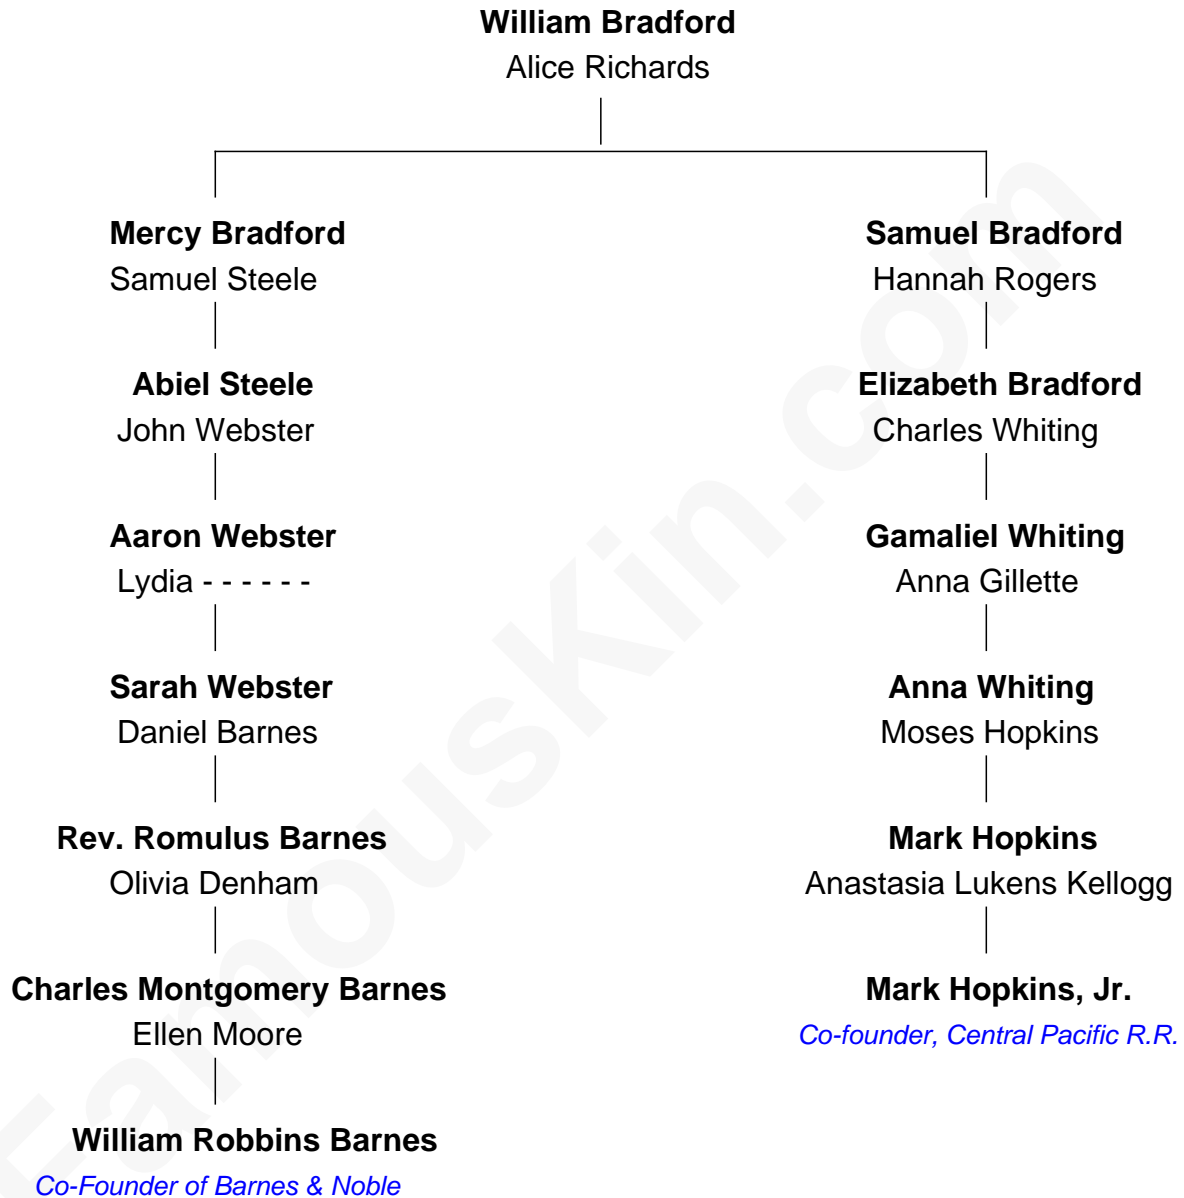 William Bradford
Alice Richards
Mercy Bradford
Samuel Steele
Samuel Bradford
Hannah Rogers
Abiel Steele
John Webster
Elizabeth Bradford
Charles Whiting
Aaron Webster
Lydia - - - - - -
Gamaliel Whiting
Anna Gillette
Sarah Webster
Daniel Barnes
Anna Whiting
Moses Hopkins
Rev. Romulus Barnes
Olivia Denham
Mark Hopkins
Anastasia Lukens Kellogg
Charles Montgomery Barnes
Ellen Moore
Mark Hopkins, Jr.
Co-founder, Central Pacific R.R.
William Robbins Barnes
Co-Founder of Barnes & Noble
FamousKin.com